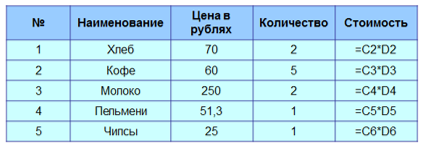 № Наименование Цена в рублях Количество Стоимость
1 Хлеб 70 2 =C2*D2
2 Кофе 60 5 =C3*D3
3 Молоко 250 2 =C4*D4
4 Пельмени 51,3 1 =C5*D5
5 Чипсы 25 1 =C6*D6